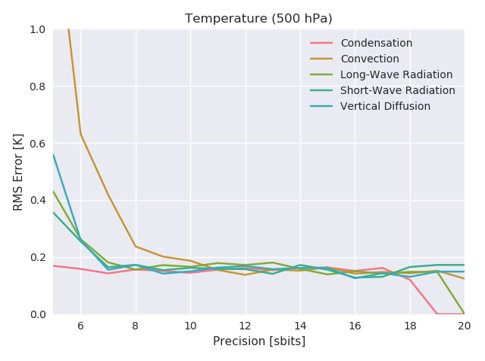 Temperature (500 hPa)
1.0
0.8
0.6
0.4
0.2
0.0
RMS Error [K]
Condensation
Convection
Long-Wave Radiation
Short-Wave Radiation
Vertical Diffusion
6 8 10 12 14 16 18 20
Precision [sbits]